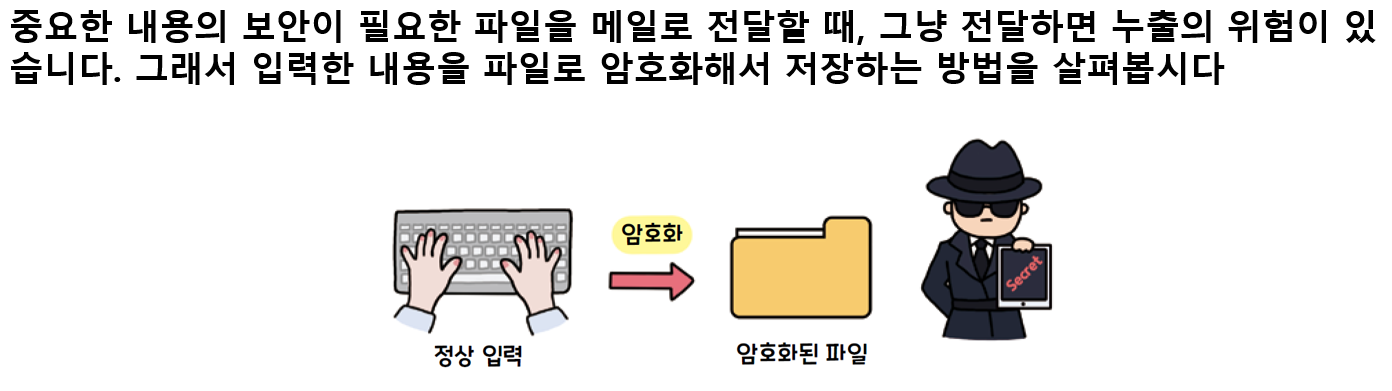 중요한 내용의 보안이 필요한 파일을 메일로 전달할 때, 그냥 전달하면 누출의 위험이 있
습니다. 그래서 입력한 내용을 파일로 암호화해서 저장하는 방법을 살펴봅시다
암호화
Secret
정상 입력
암호화된 파일